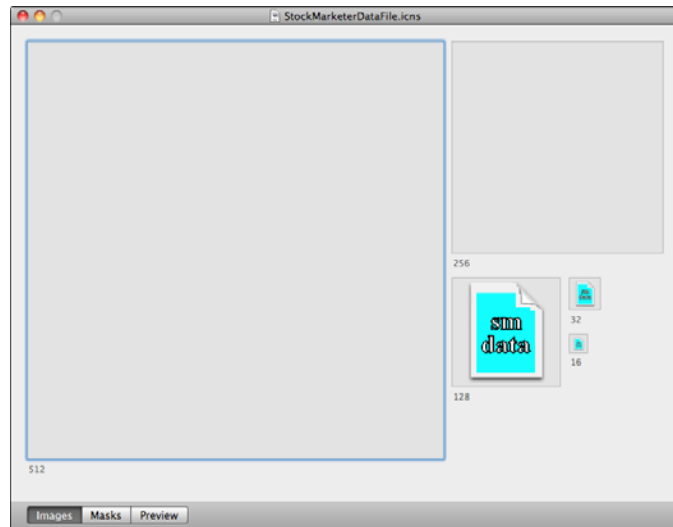 StockMarketerDataFile.icns
512
256
sm
data
128
32
16
Images Masks Preview